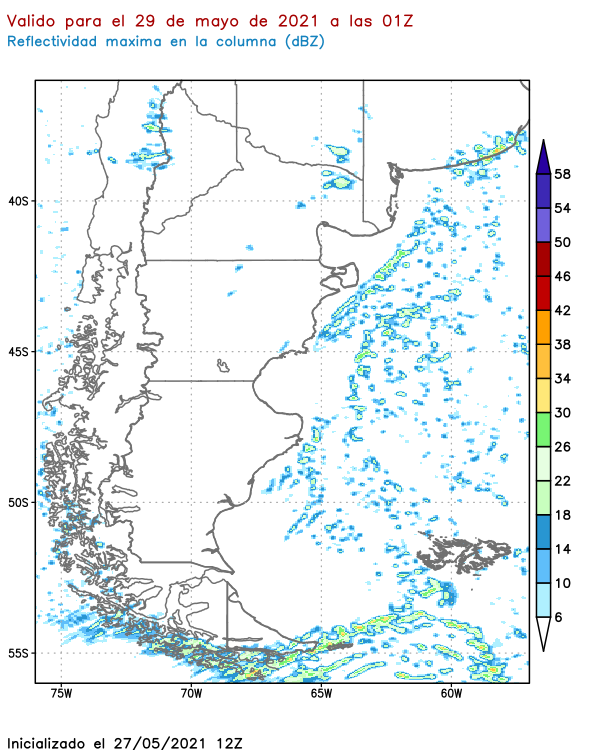 Valido para el 29 de mayo de 2021 a las 01Z
Reflectividad maxima en la columna (dBZ)
58
54
50
46
42
38
34
30
26
22
18
14
10
6
40S
45S
50S
55S
75W 70W 65W 60W
Inicializado el 27/05/2021 12Z